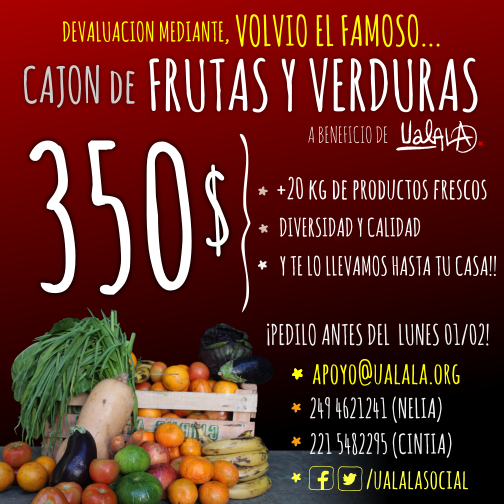 DEVALUACION MEDIANTE, VOLVIO EL FAMOSO...
CAJON DE FRUTAS Y VERDURAS
A BENEFICIO DE UalALA
350$
+20 KG DE PRODUCTOS FRESCOS
DIVERSIDAD Y CALIDAD
Y TE LO LLEVAMOS HASTA TU CASA!!
¡PEDILO ANTES DEL LUNES 01/02!
APOYO@UALALA.ORG
249 4621241 (NELIA)
221 5482295 (CINTIA)
/UALALASOCIAL